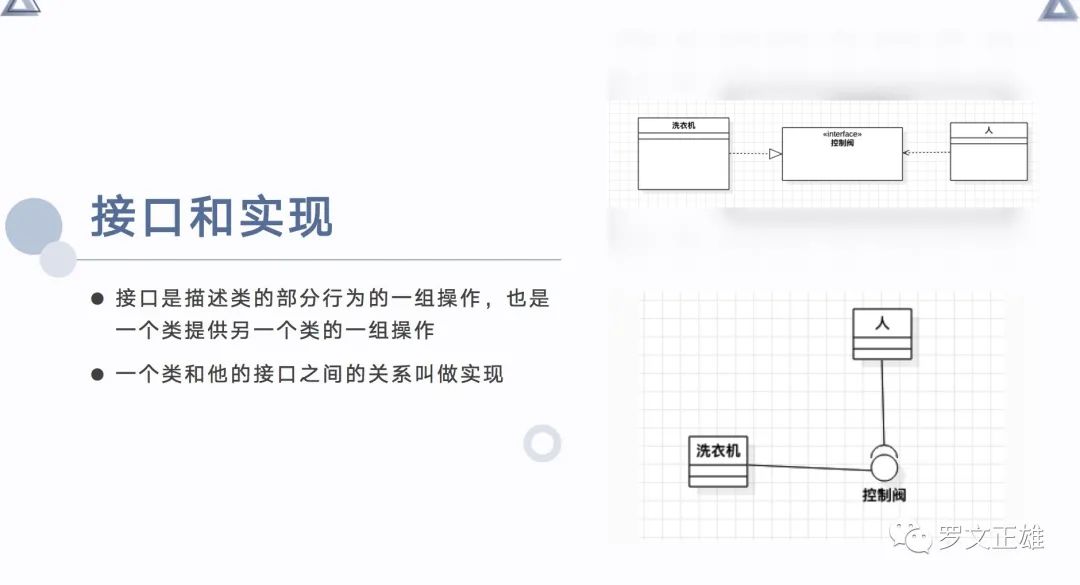 接口和实现
● 接口是描述类的部分行为的一组操作，也是
一个类提供另一个类的一组操作
● 一个类和他的接口之间的关系叫做实现
洗衣机
«interface»
控制阀
人
人
洗衣机
控制阀
罗文正雄